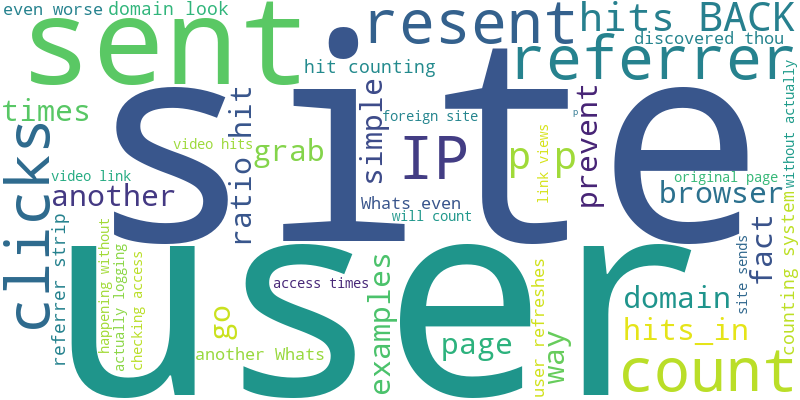 even worse
domain look
sent
resent
hits BACK
referrer
discovered thou
hit counting
site
times
clicks
ratio hit
simple
foreign site
p
IP
p p
prevent
link views
without actually
video hits
grab
video link
another
original page
browser
Whats even
will count
user
referrer strip
happening without
actually logging
checking access
go
another Whats
access times
examples
page
user refreshes
way
domain
hits_in
count
site sends
fact
counting system